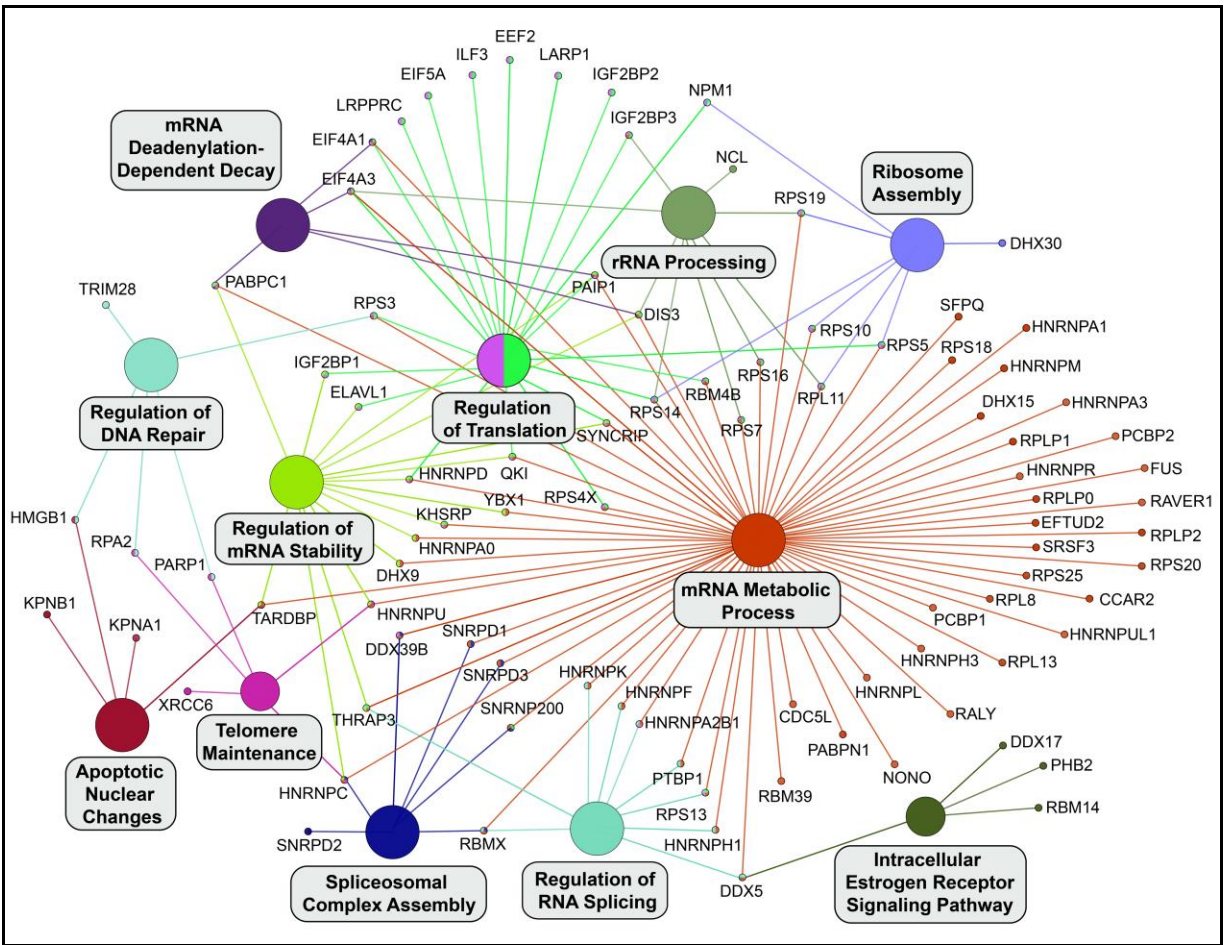 EEF2
ILF3
LARP1
EIF5A
IGF2BP2
LRPPRC
NPM1
IGF2BP3
mRNA
Deadenylation-
Dependent Decay
EIF4A1
NCL
Ribosome
Assembly
EIF4A3
RPS19
DHX30
rRNA Processing
PABPC1
PAIP1
TRIM28
RPS3
DIS3
SFPQ
RPS10
HNRNPA1
RPS5
RPS18
IGF2BP1
HNRNPM
RPS16
ELAVL1
RBM4B
RPL11
Regulation of
DNA Repair
Regulation
of Translation
RPS14
DHX15
HNRNPA3
RPS7
SYNCRIP
PCBP2
RPLP1
HNRNPD
QKI
HNRNPR
FUS
YBX1
RPS4X
RPLP0
RAVER1
HMGB1
KHSRP
EFTUD2
Regulation of
mRNA Stability
RPLP2
RPA2
HNRNPA0
SRSF3
PARP1
DHX9
RPS20
RPS25
mRNA Metabolic
Process
KPNB1
RPL8
CCAR2
TARDBP
HNRNPU
PCBP1
KPNA1
DDX39B
SNRPD1
HNRNPUL1
HNRNPH3
RPL13
SNRPD3
HNRNPK
HNRNPL
XRCC6
HNRNPF
THRAP3
SNRNP200
HNRNPA2B1
CDC5L
RALY
Telomere
Maintenance
PABPN1
DDX17
Apoptotic
Nuclear
Changes
PHB2
HNRNPC
PTBP1
NONO
RBM39
RBM14
RPS13
SNRPD2
RBMX
HNRNPH1
Spliceosomal
Complex Assembly
Regulation of
RNA Splicing
DDX5
Intracellular
Estrogen Receptor
Signaling Pathway